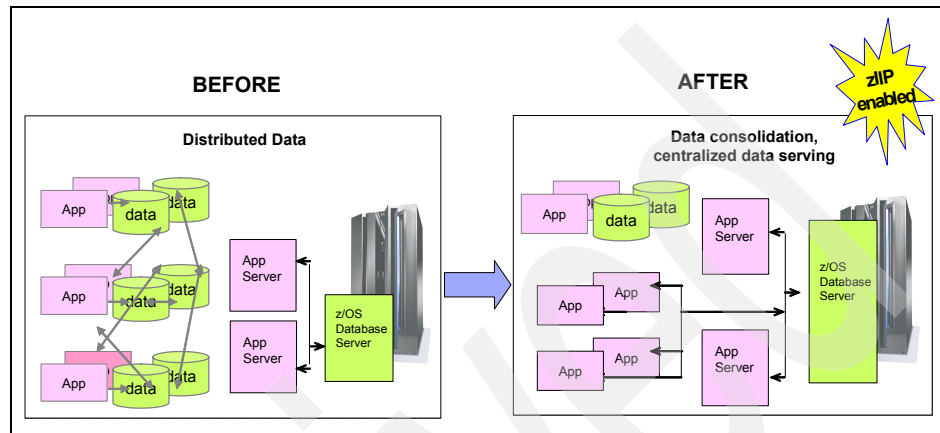 BEFORE
AFTER
zIIP
enabled
Distributed Data
App
data
data
App
data
data
App
data
data
App
Server
App
Server
z/OS
Database
Server
Data consolidation,
centralized data serving
App
data
data
App
Server
App
App
App
App
App
Server
z/OS
Database
Server